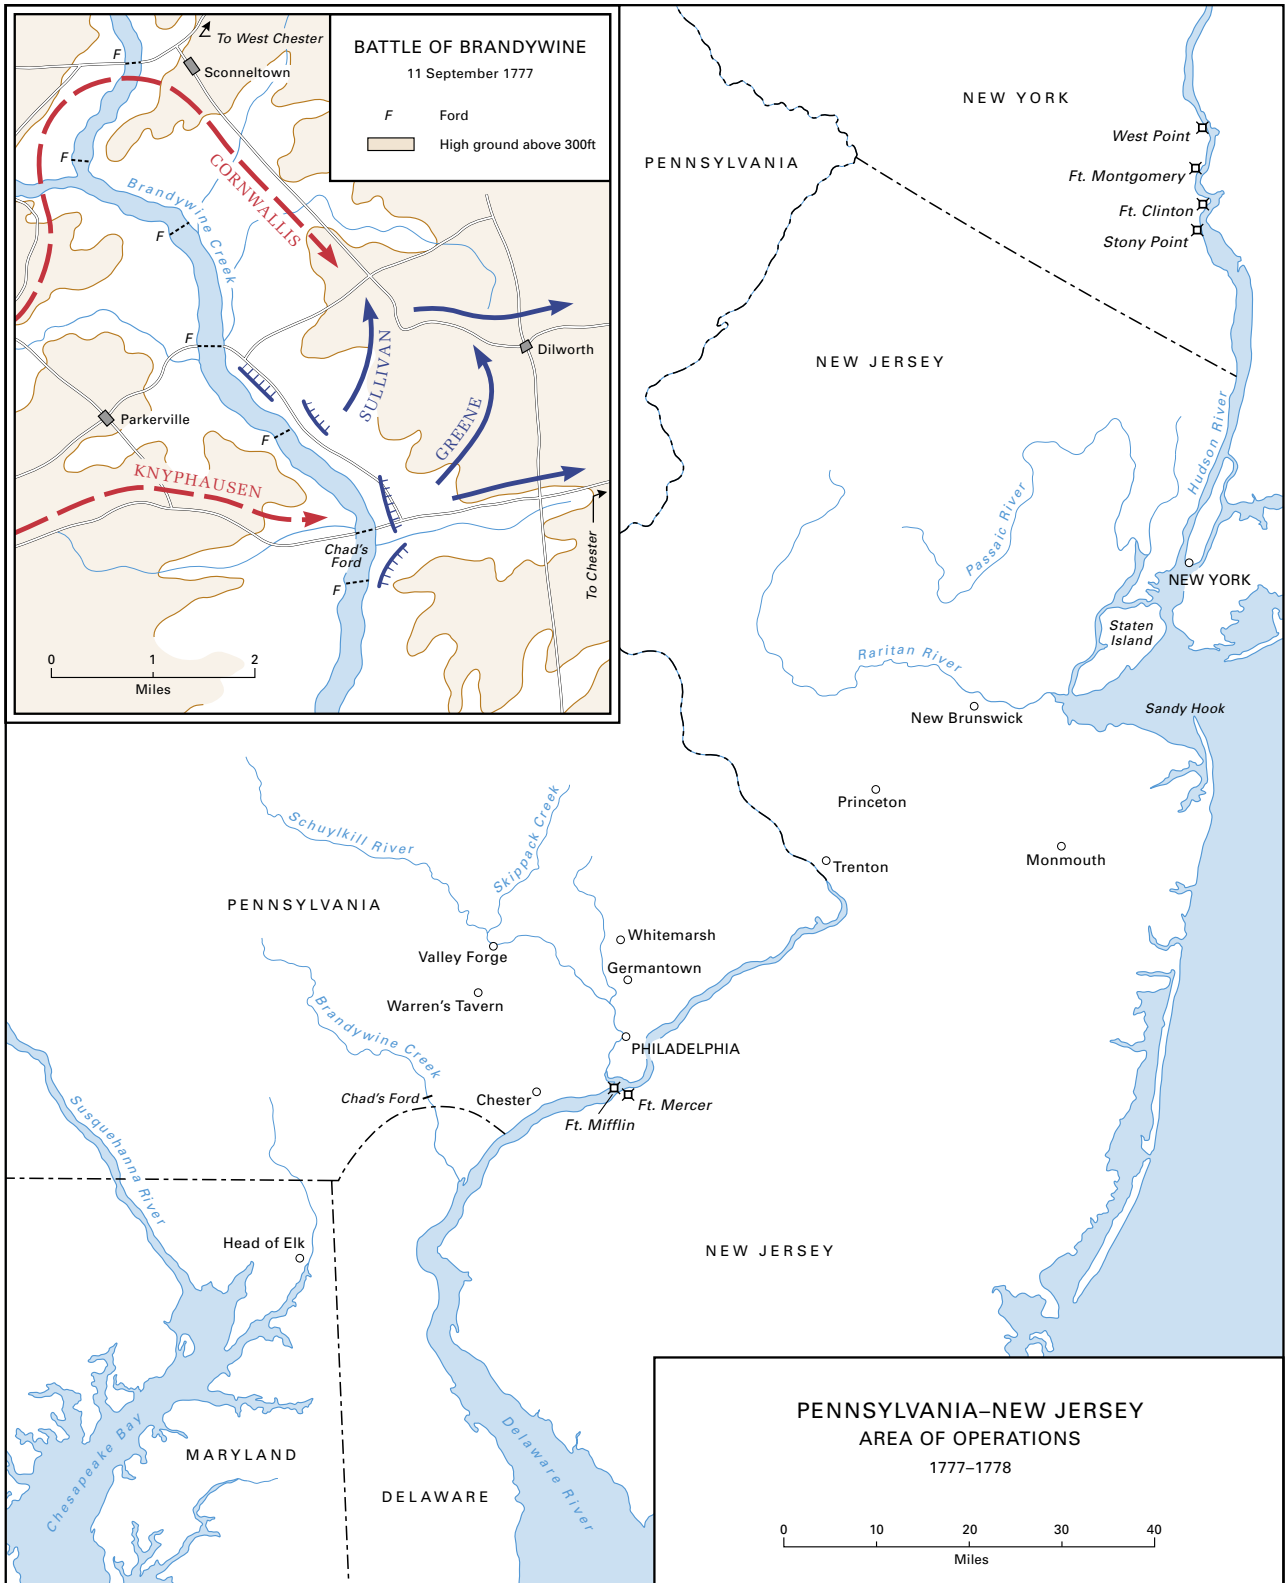 BATTLE OF BRANDYWINE
11 September 1777
F
Ford
High ground above 300ft
To West Chester
F
Sconneltown
F
CORNWALLIS
Brandywine Creek
F
F
SULLIVAN
Dilworth
Parkerville
GREENE
F
KNYPHAUSEN
Chad's
Ford
F
To Chester
0 1 2
Miles
NEW YORK
PENNSYLVANIA
West Point
Ft. Montgomery
Ft. Clinton
Stony Point
NEW JERSEY
Hudson River
Passaic River
NEW YORK
Staten
Island
Raritan River
New Brunswick
Sandy Hook
Princeton
Monmouth
Trenton
Schuylkill River
Skippack Creek
PENNSYLVANIA
Whitemarsh
Valley Forge
Germantown
Warren's Tavern
Brandywine Creek
PHILADELPHIA
Chad's Ford
Chester
Ft. Mercer
Ft. Mifflin
Susquehanna River
Head of Elk
NEW JERSEY
Chesapeake Bay
MARYLAND
DELAWARE
Delaware River
PENNSYLVANIA–NEW JERSEY
AREA OF OPERATIONS
1777–1778
0 10 20 30 40
Miles